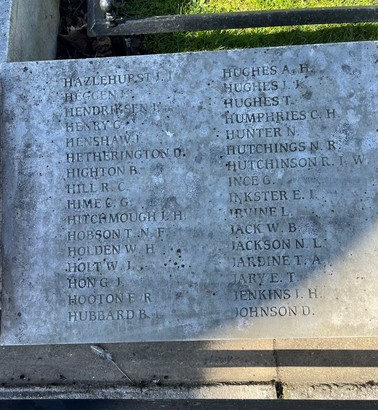 HAZLEHURST J. J.
HEGGEN
HENDRIKSEN
HENRY G.
HENSHAW
HETHERINGTON D.
HIGHTON B.
HILL R. C.
HIME C. G.
HITCHMOUGH J. H.
HOBSON T. N. F.
HOLDEN W. H.
HOLT W. J.
HON G. J.
HOOTON E. R.
HUBBARD B.
HUGHES A. H.
HUGHES J. J.
HUGHES T.
HUMPHRIES C. H.
HUNTER N.
HUTCHINGS N. R.
HUTCHINSON R. J. W.
INCE G.
INKSTER E. J.
IRVINE L.
JACK W. B.
JACKSON N. L.
JARDINE T. A.
JARY E. T.
JENKINS J. H.
JOHNSON D.